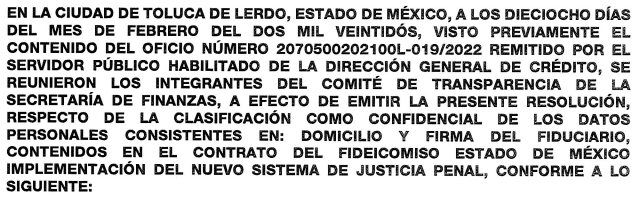 EN LA CIUDAD DE TOLUCA DE LERDO, ESTADO DE MÉXICO, A LOS DIECIOCHO DÍAS
DEL MES DE FEBRERO DEL DOS MIL VEINTIDÓS, VISTO PREVIAMENTE EL
CONTENIDO DEL OFICIO NÚMERO 2070500202100L-019/2022 REMITIDO POR EL
SERVIDOR PÚBLICO HABILITADO DE LA DIRECCIÓN GENERAL DE CRÉDITO, SE
REUNIERON LOS INTEGRANTES DEL COMITÉ DE TRANSPARENCIA DE LA
SECRETARÍA DE FINANZAS, A EFECTO DE EMITIR LA PRESENTE RESOLUCIÓN,
RESPECTO DE LA CLASIFICACIÓN COMO CONFIDENCIAL DE LOS DATOS
PERSONALES CONSISTENTES EN: DOMICILIO Y FIRMA DEL FIDUCIARIO,
CONTENIDOS EN EL CONTRATO DEL FIDEICOMISO ESTADO DE MÉXICO
IMPLEMENTACIÓN DEL NUEVO SISTEMA DE JUSTICIA PENAL, CONFORME A LO
SIGUIENTE: